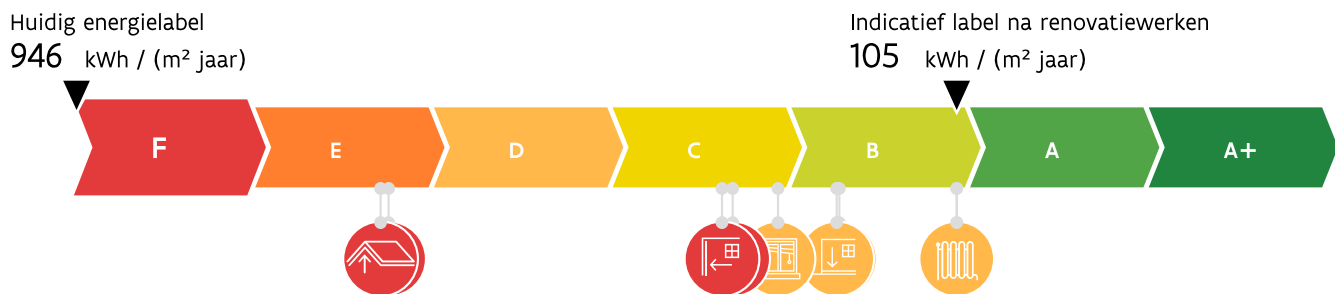 Huidig energielabel
946 kWh / (m² jaar)
Indicatief label na renovatiewerken
105 kWh / (m² jaar)
F E D C B A A+